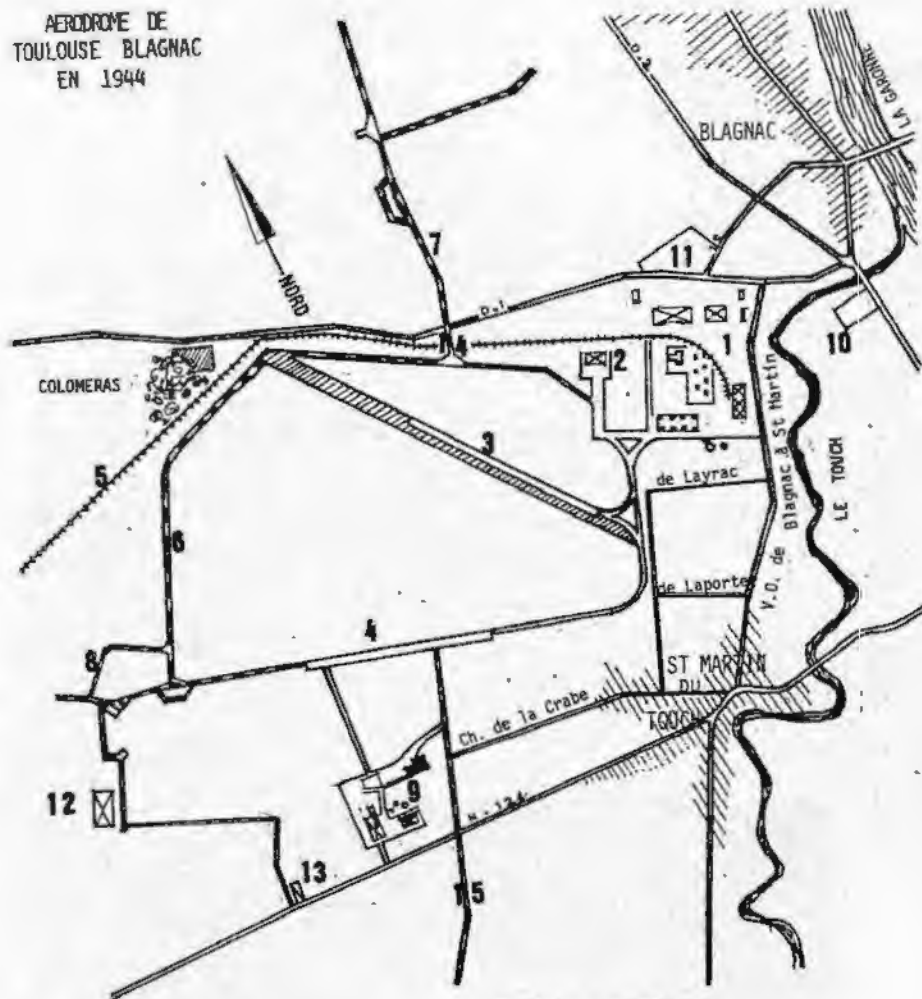 AERODROME DE
TOULOUSE BLAGNAC
EN 1944
D.2
BLAGNAC
LA GARONNE
NORD
7
11
D.1
10
14
2
1
COLOMERAS
3
5
de Layrac
V.O. de Blagnac à St Martin
LE TOUCH
6
de Laporte
4
8
ST MARTIN
DU
TOUCH
Ch. de la Crabe
12
9
N. 124
13
15